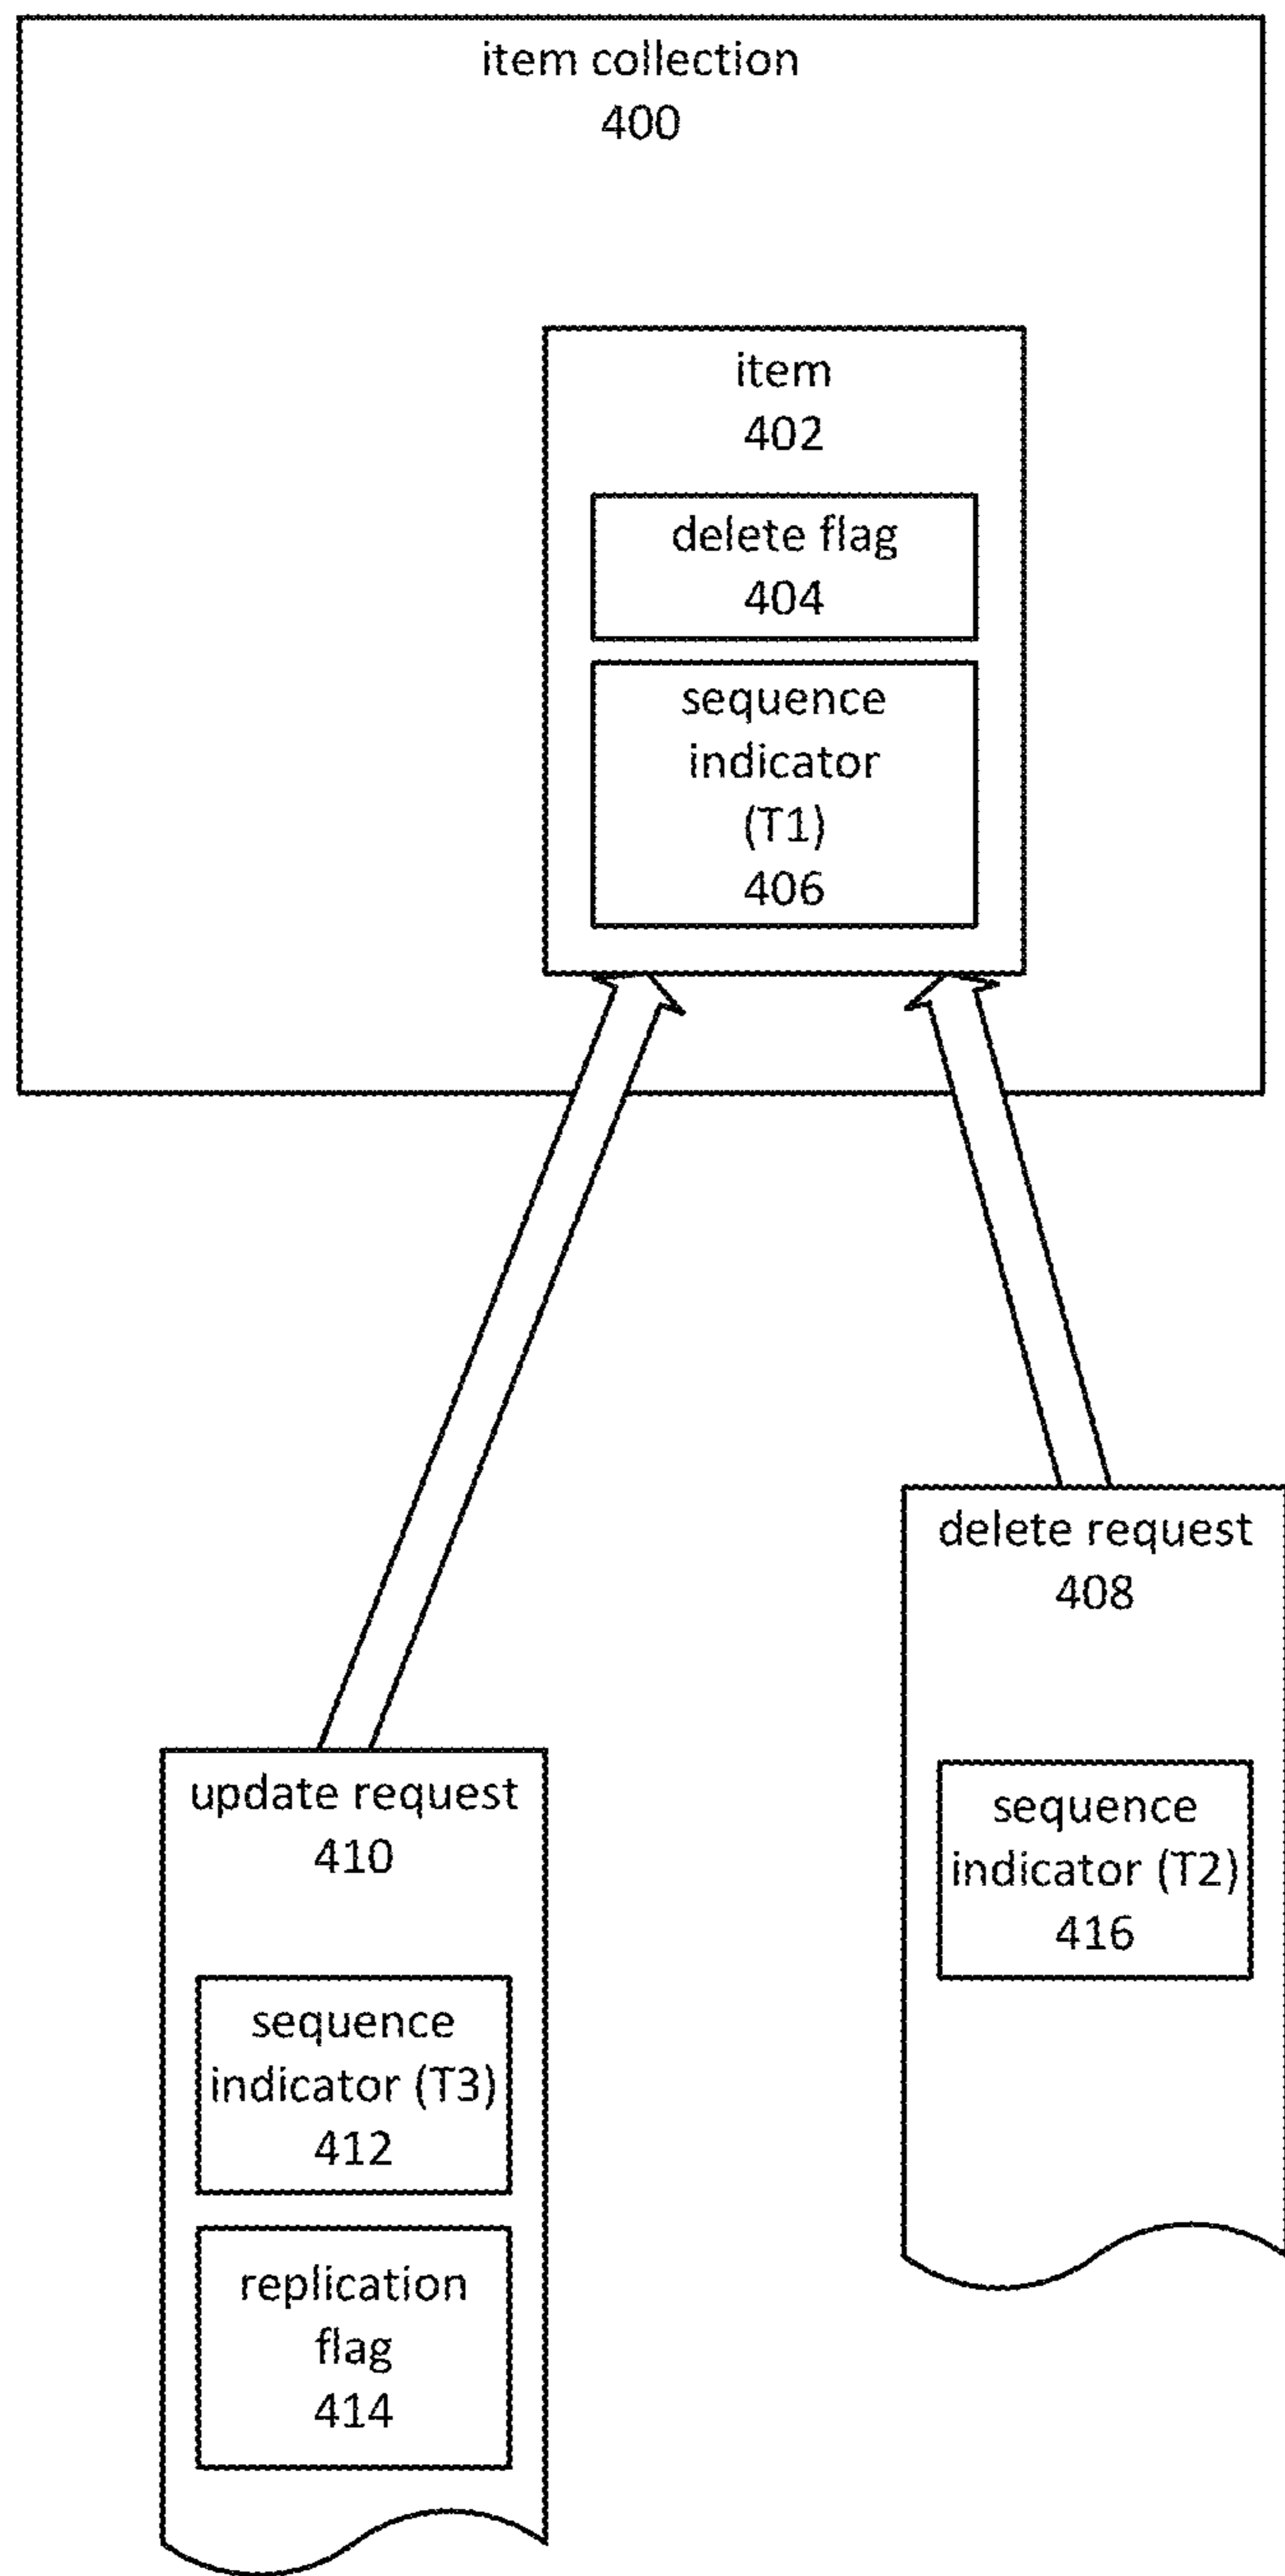 item collection
400
item
402
delete flag
404
sequence
indicator
(T1)
406
delete request
408
sequence
indicator (T2)
416
update request
410
sequence
indicator (T3)
412
replication
flag
414